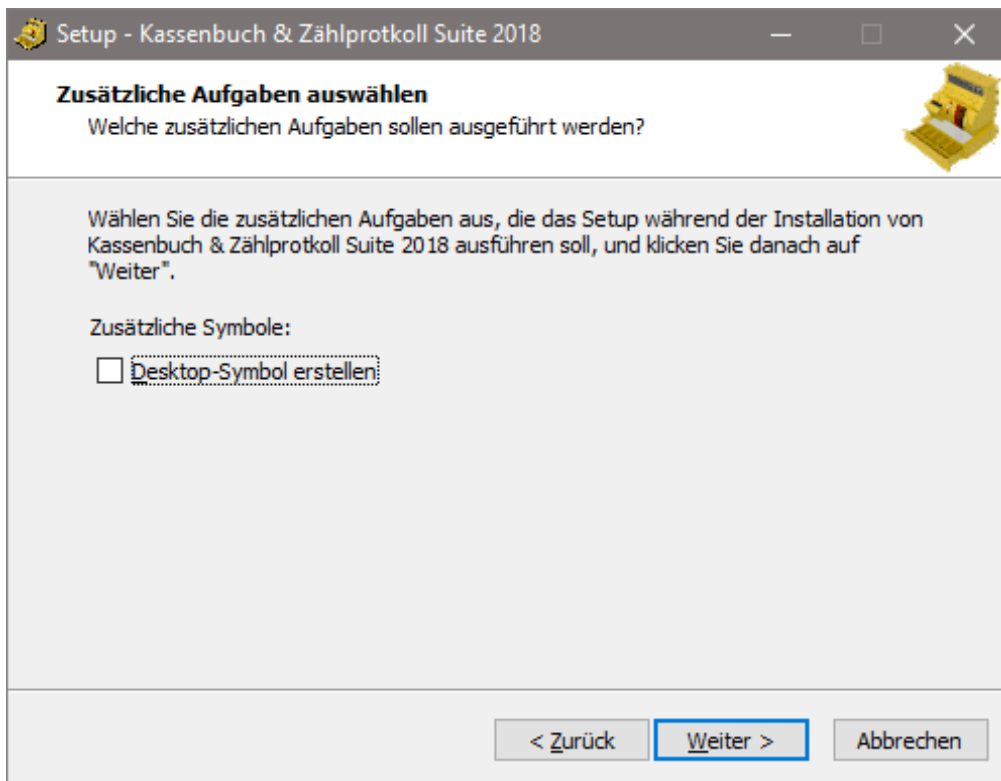 Setup - Kassenbuch & Zählprotkoll Suite 2018
Zusätzliche Aufgaben auswählen
Welche zusätzlichen Aufgaben sollen ausgeführt werden?
Wählen Sie die zusätzlichen Aufgaben aus, die das Setup während der Installation von
Kassenbuch & Zählprotkoll Suite 2018 ausführen soll, und klicken Sie danach auf
"Weiter".
Zusätzliche Symbole:
Desktop-Symbol erstellen
< Zurück Weiter > Abbrechen